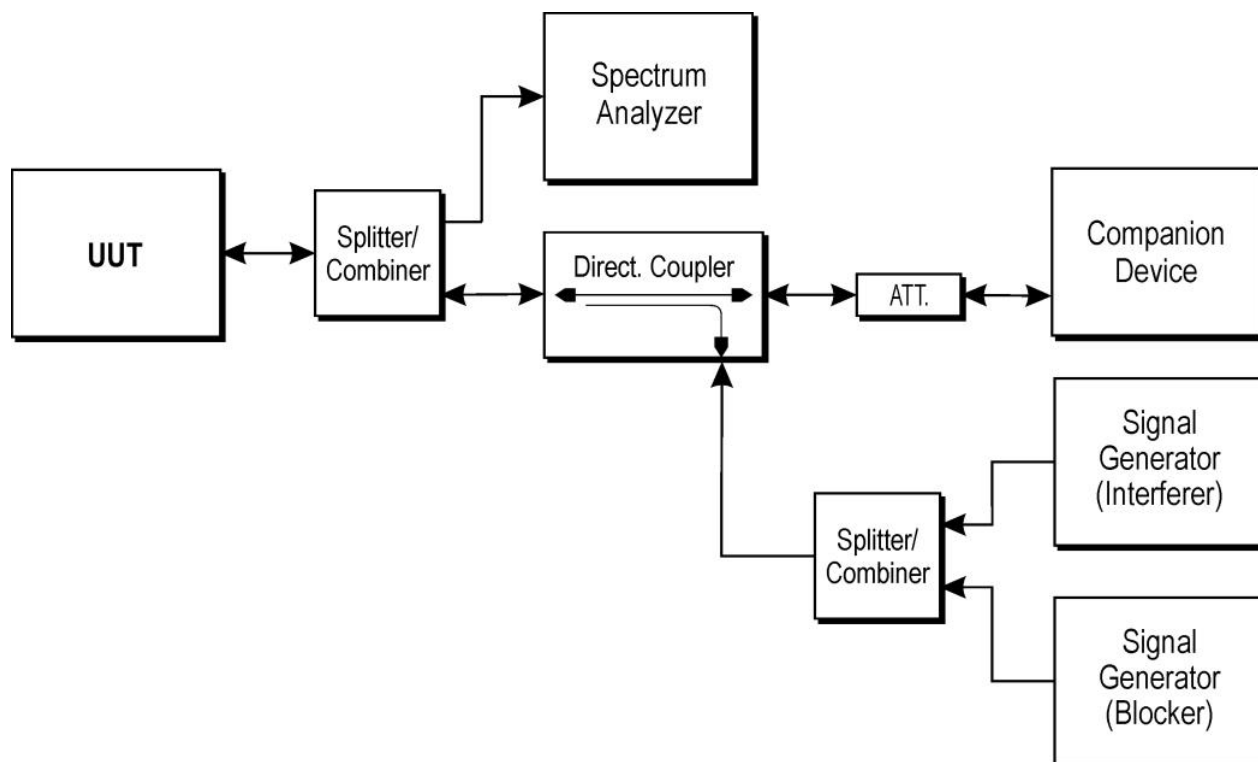 Spectrum
Analyzer
UUT
Splitter/
Combiner
Direct. Coupler
ATT.
Companion
Device
Signal
Generator
(Interferer)
Splitter/
Combiner
Signal
Generator
(Blocker)